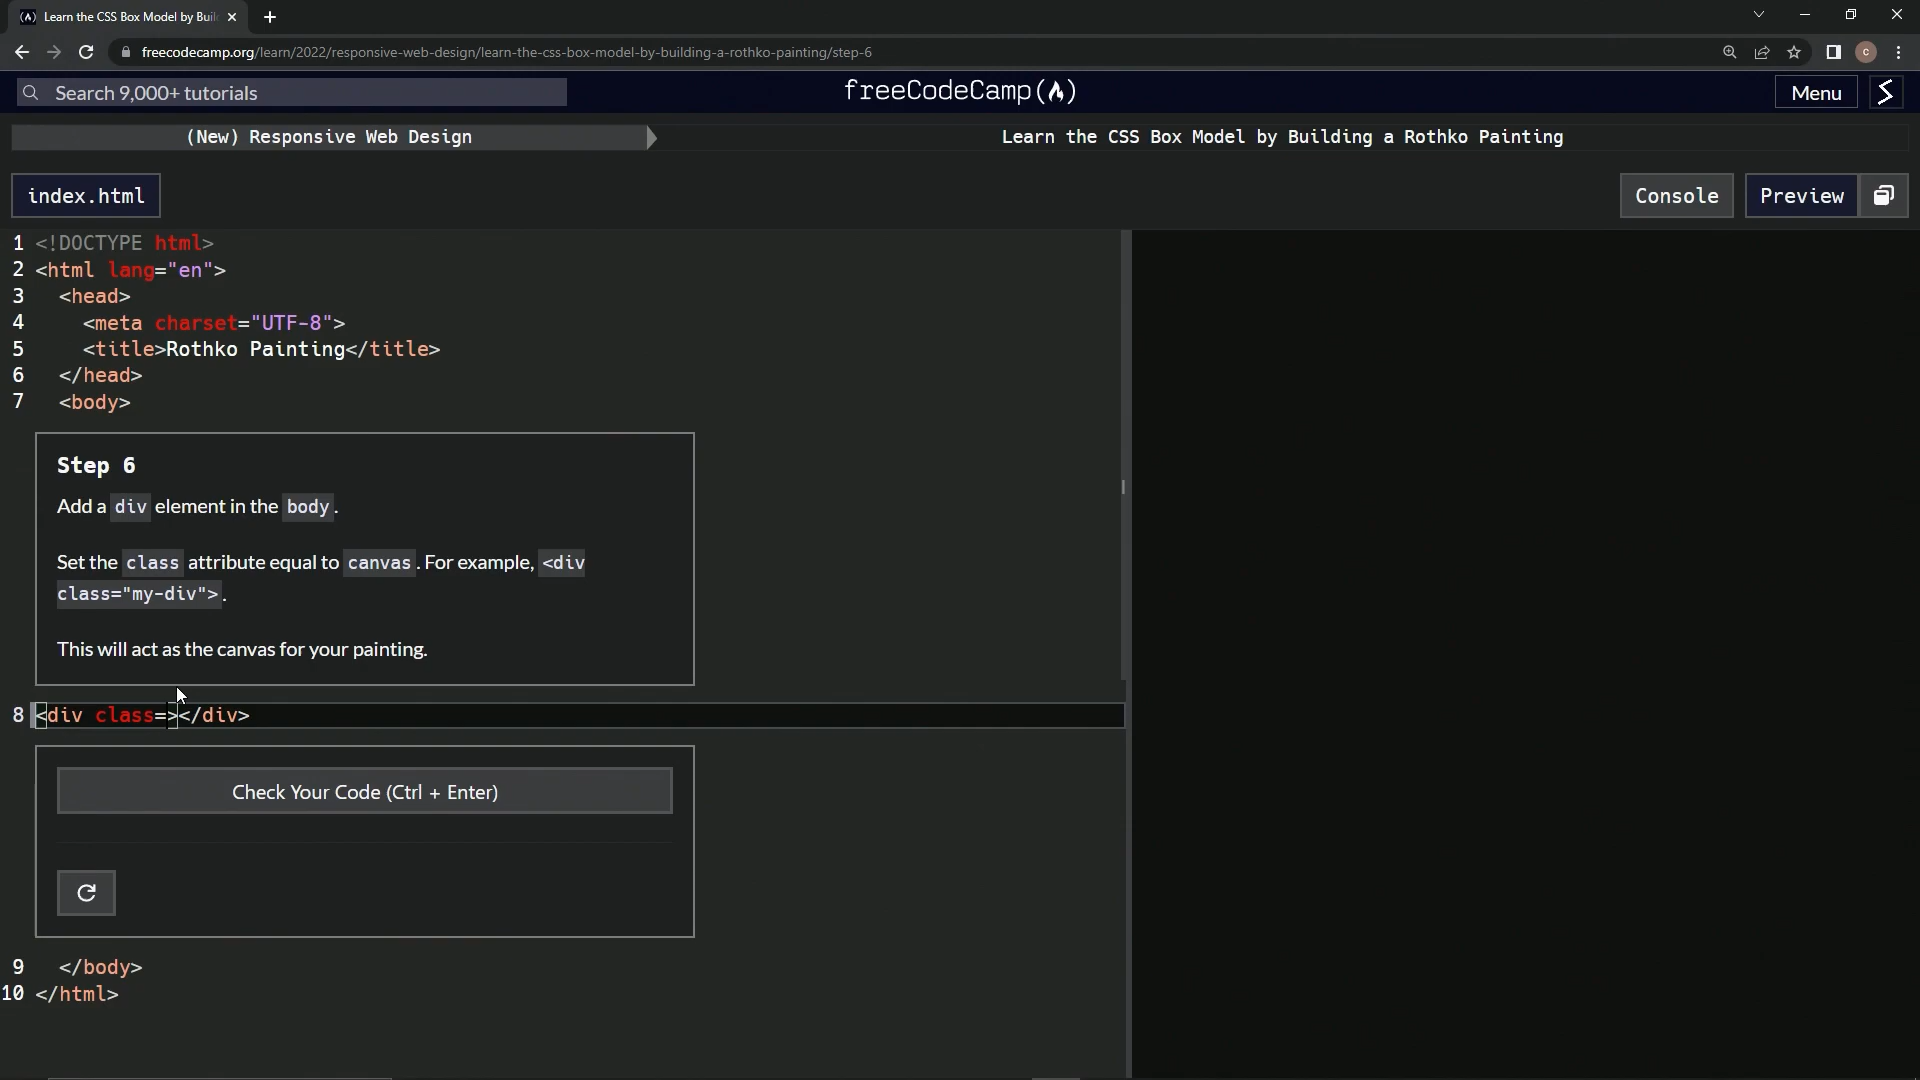 Learn the CSS Box Model by Buil
freecodecamp.org/learn/2022/responsive-web-design/learn-the-css-box-model-by-building-a-rothko-painting/step-6
C
Search 9,000+ tutorials
freeCodeCamp
Menu
(New) Responsive Web Design
Learn the CSS Box Model by Building a Rothko Painting
index.html
Console
Preview
1 <!DOCTYPE html>
2 <html lang="en">
3 <head>
4 <meta charset="UTF-8">
5 <title>Rothko Painting</title>
6 </head>
7 <body>
Step 6
Add a div element in the body.
Set the class attribute equal to canvas. For example, <div
class="my-div">.
This will act as the canvas for your painting.
8 <div class=></div>
Check Your Code (Ctrl + Enter)
9 </body>
10 </html>